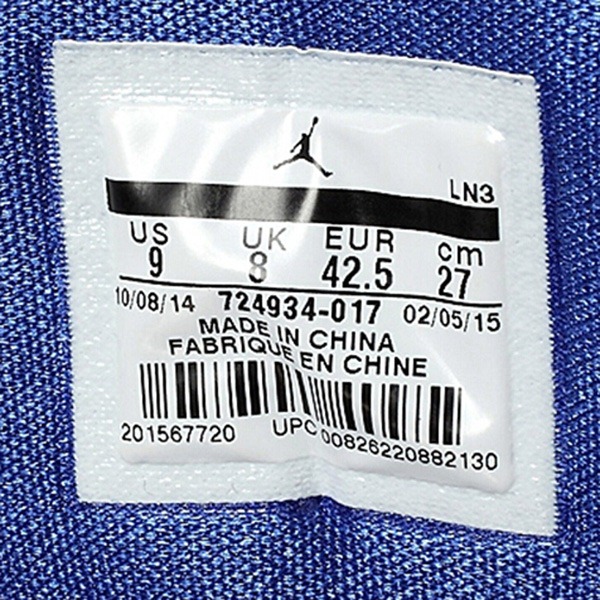 LN3
US UK EUR cm
9 8 42.5 27
10/08/14 724934-017 02/05/15
MADE IN CHINA
FABRIQUE EN CHINE
201567720 UPC 00826220882130